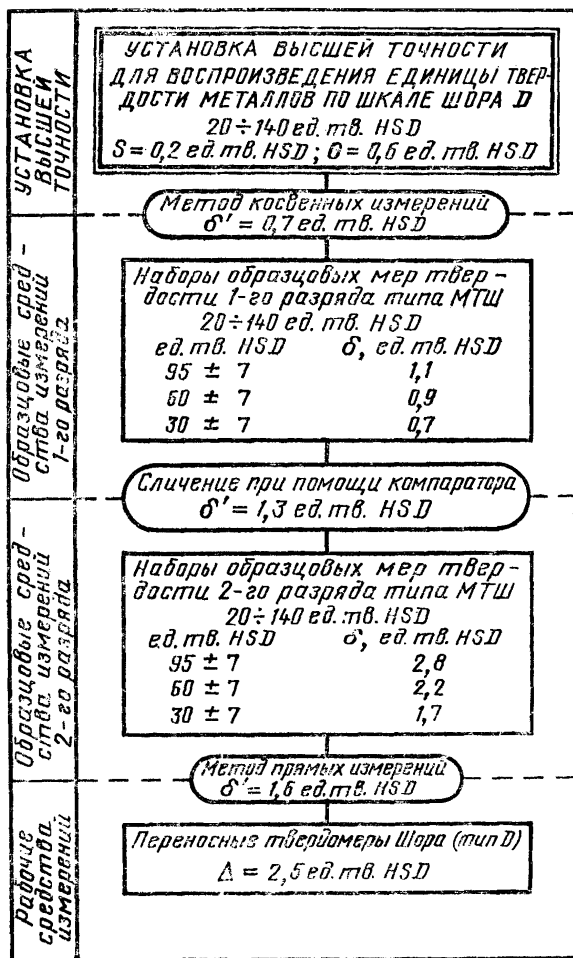 УСТАНОВКА
ВЫСШЕЙ
ТОЧНОСТИ
УСТАНОВКА ВЫСШЕЙ ТОЧНОСТИ
ДЛЯ ВОСПРОИЗВЕДЕНИЯ ЕДИНИЦЫ ТВЕР-
ДОСТИ МЕТАЛЛОВ ПО ШКАЛЕ ШОРА D
20÷140 ед. тв. HSD
S = 0,2 ед. тв. HSD ; Θ = 0,6 ед. тв. HSD
Метод косвенных измерений
δ' = 0,7 ед. тв. HSD
Образцовые сред-
ства измерений
1-го разряда
Наборы образцовых мер твер-
дости 1-го разряда типа МТШ
20÷140 ед. тв. HSD
ед. тв. HSD δ, ед. тв. HSD
95 ± 7 1,1
60 ± 7 0,9
30 ± 7 0,7
Сличение при помощи компаратора
δ' = 1,3 ед. тв. HSD
Образцовые сред-
ства измерений
2-го разряда
Наборы образцовых мер твер-
дости 2-го разряда типа МТШ
20÷140 ед. тв. HSD
ед. тв. HSD δ, ед. тв. HSD
95 ± 7 2,8
60 ± 7 2,2
30 ± 7 1,7
Метод прямых измерений
δ' = 1,6 ед. тв. HSD
Рабочие
средства
измерений
Переносные твердомеры Шора (тип D)
Δ = 2,5 ед. тв. HSD